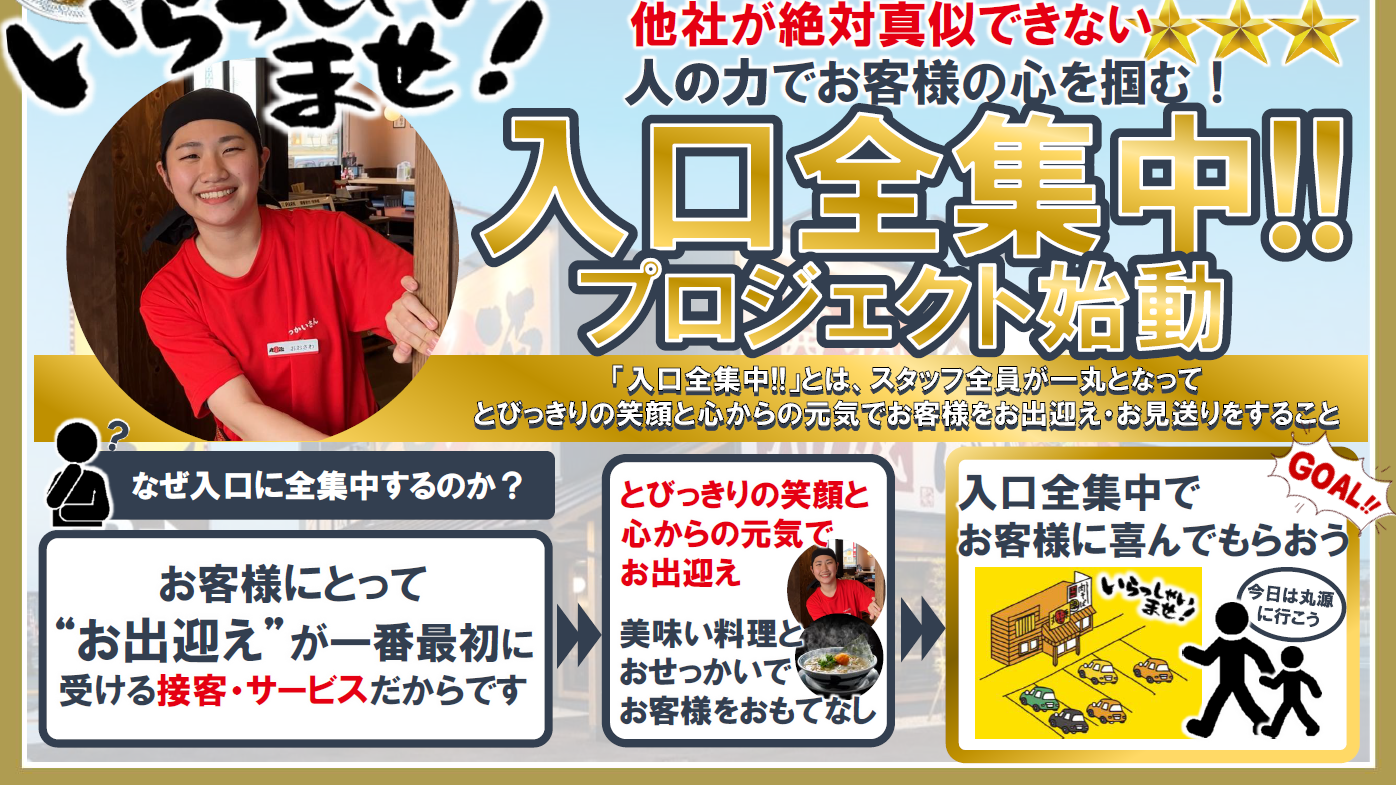 いらっしゃい
ませ!
他社が絶対真似できない
人の力でお客様の心を掴む！
入口全集中!!
プロジェクト始動
「入口全集中!!」とは、スタッフ全員が一丸となって
とびっきりの笑顔と心からの元気でお客様をお出迎え・お見送りをすること
?
なぜ入口に全集中するのか？
お客様にとって
“お出迎え”が一番最初に
受ける接客・サービスだからです
とびっきりの笑顔と
心からの元気で
お出迎え
美味い料理と
おせっかいで
お客様をおもてなし
GOAL!!
入口全集中で
お客様に喜んでもらおう
いらっしゃい
ませ!
今日は丸源
に行こう